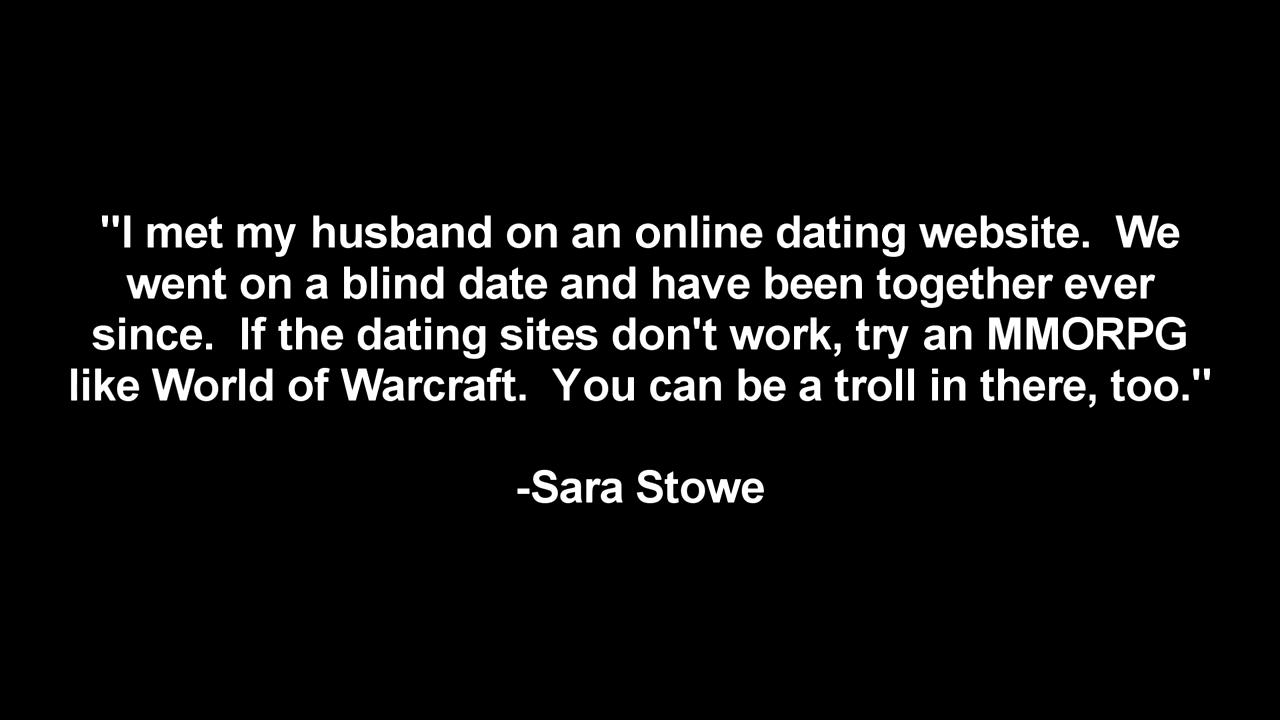 "I met my husband on an online dating website.  We
went on a blind date and have been together ever
since.  If the dating sites don't work, try an MMORPG
like World of Warcraft.  You can be a troll in there, too."
-Sara Stowe